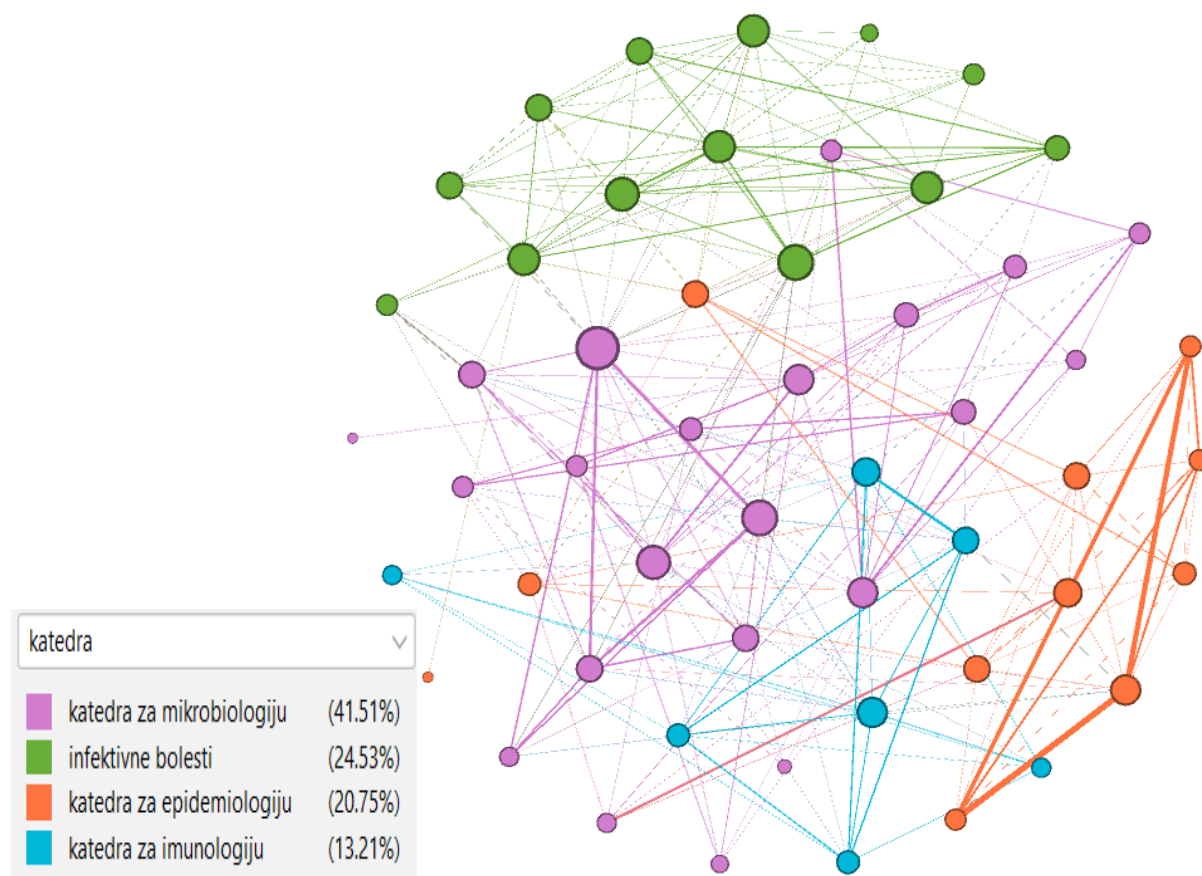 katedra
katedra za mikrobiologiju (41.51%)
infektivne bolesti (24.53%)
katedra za epidemiologiju (20.75%)
katedra za imunologiju (13.21%)